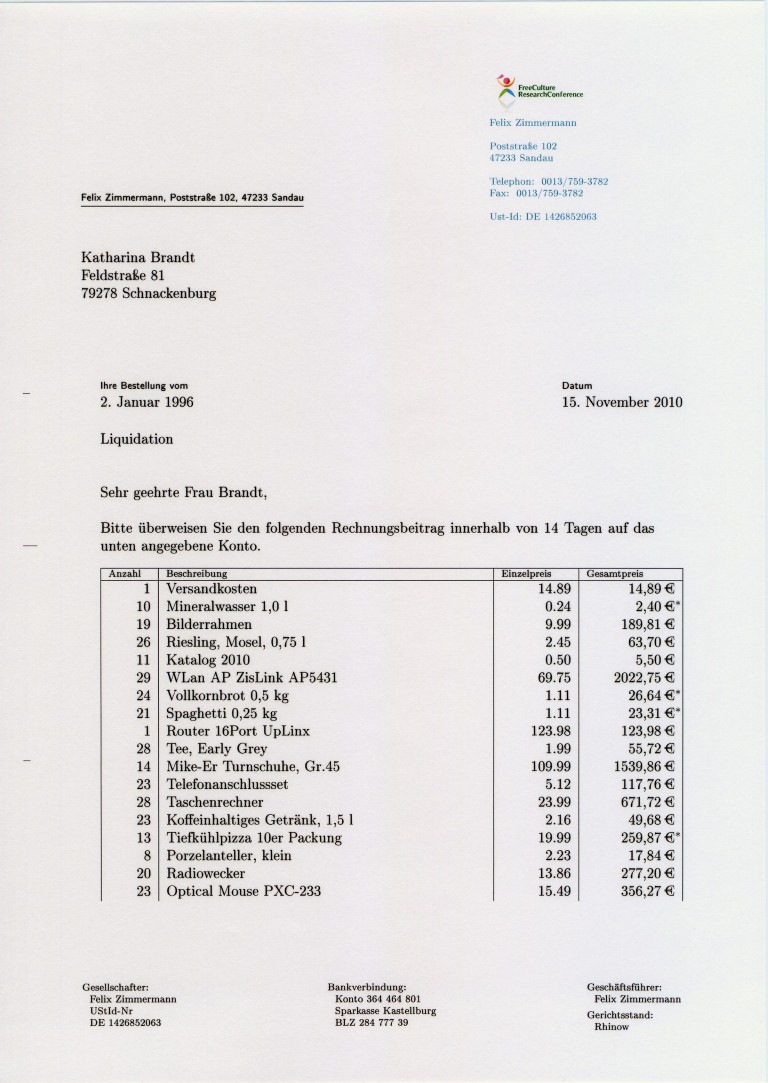 FreeCulture
ResearchConference
Felix Zimmermann
Poststraße 102
47233 Sandau
Telephon: 0013/759-3782
Fax: 0013/759-3782
Ust-Id: DE 1426852063
Felix Zimmermann, Poststraße 102, 47233 Sandau
Katharina Brandt
Feldstraße 81
79278 Schnackenburg
Ihre Bestellung vom Datum
2. Januar 1996 15. November 2010
Liquidation
Sehr geehrte Frau Brandt,
Bitte überweisen Sie den folgenden Rechnungsbeitrag innerhalb von 14 Tagen auf das
unten angegebene Konto.
Anzahl Beschreibung Einzelpreis Gesamtpreis
1 Versandkosten 14.89 14,89 €
10 Mineralwasser 1,0 l 0.24 2,40 €*
19 Bilderrahmen 9.99 189,81 €
26 Riesling, Mosel, 0,75 l 2.45 63,70 €
11 Katalog 2010 0.50 5,50 €
29 WLan AP ZisLink AP5431 69.75 2022,75 €
24 Vollkornbrot 0,5 kg 1.11 26,64 €*
21 Spaghetti 0,25 kg 1.11 23,31 €*
1 Router 16Port UpLinx 123.98 123,98 €
28 Tee, Early Grey 1.99 55,72 €
14 Mike-Er Turnschuhe, Gr.45 109.99 1539,86 €
23 Telefonanschlussset 5.12 117,76 €
28 Taschenrechner 23.99 671,72 €
23 Koffeinhaltiges Getränk, 1,5 l 2.16 49,68 €
13 Tiefkühlpizza 10er Packung 19.99 259,87 €*
8 Porzelanteller, klein 2.23 17,84 €
20 Radiowecker 13.86 277,20 €
23 Optical Mouse PXC-233 15.49 356,27 €
Gesellschafter: Bankverbindung: Geschäftsführer:
Felix Zimmermann Konto 364 464 801 Felix Zimmermann
UStId-Nr Sparkasse Kastellburg Gerichtsstand:
DE 1426852063 BLZ 284 777 39 Rhinow